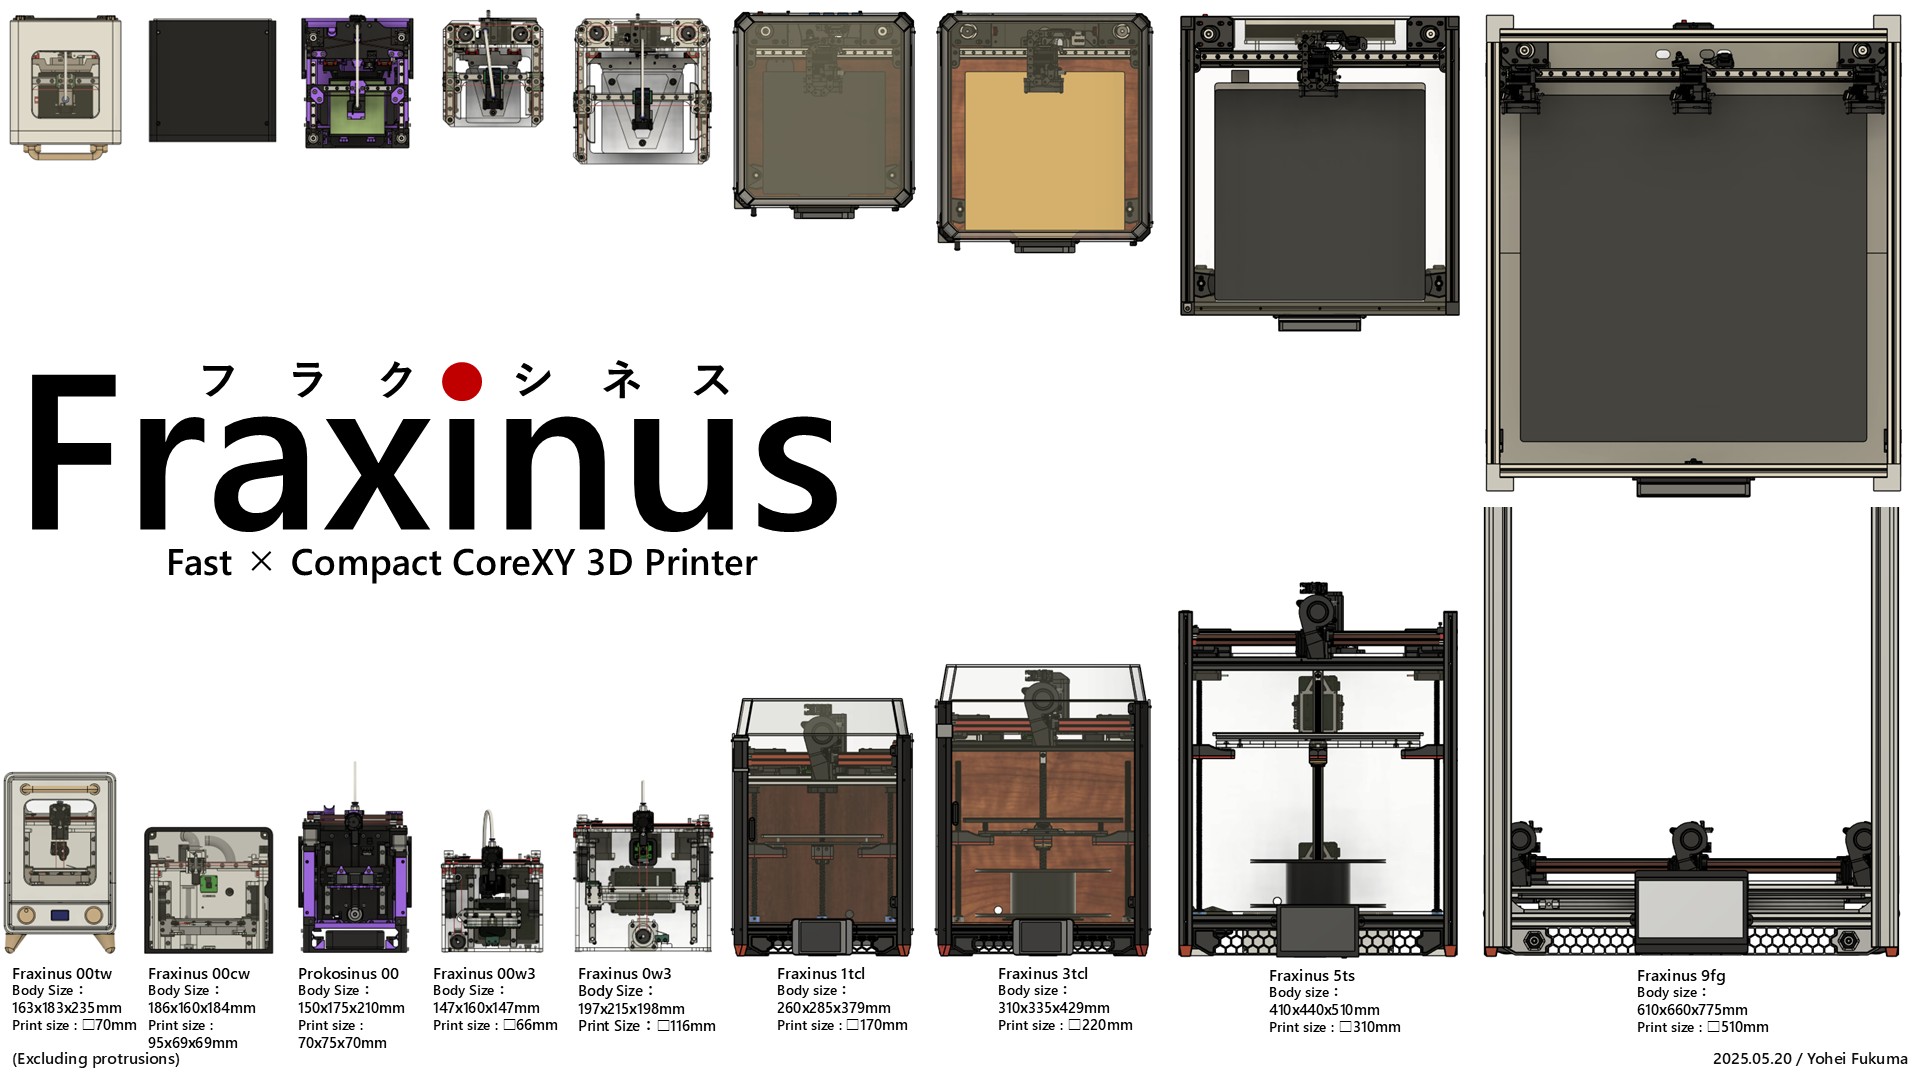 フラクシネス
Fraxinus
Fast × Compact CoreXY 3D Printer
Fraxinus 00tw
Body Size：
163x183x235mm
Print size : □70mm
Fraxinus 00cw
Body Size：
186x160x184mm
Print size :
95x69x69mm
Prokosinus 00
Body Size：
150x175x210mm
Print size :
70x75x70mm
Fraxinus 00w3
Body Size：
147x160x147mm
Print size : □66mm
Fraxinus 0w3
Body Size：
197x215x198mm
Print Size：□116mm
Fraxinus 1tcl
Body size：
260x285x379mm
Print size : □170mm
Fraxinus 3tcl
Body size：
310x335x429mm
Print size : □220mm
Fraxinus 5ts
Body size：
410x440x510mm
Print size : □310mm
Fraxinus 9fg
Body size：
610x660x775mm
Print size : □510mm
(Excluding protrusions)
2025.05.20 / Yohei Fukuma